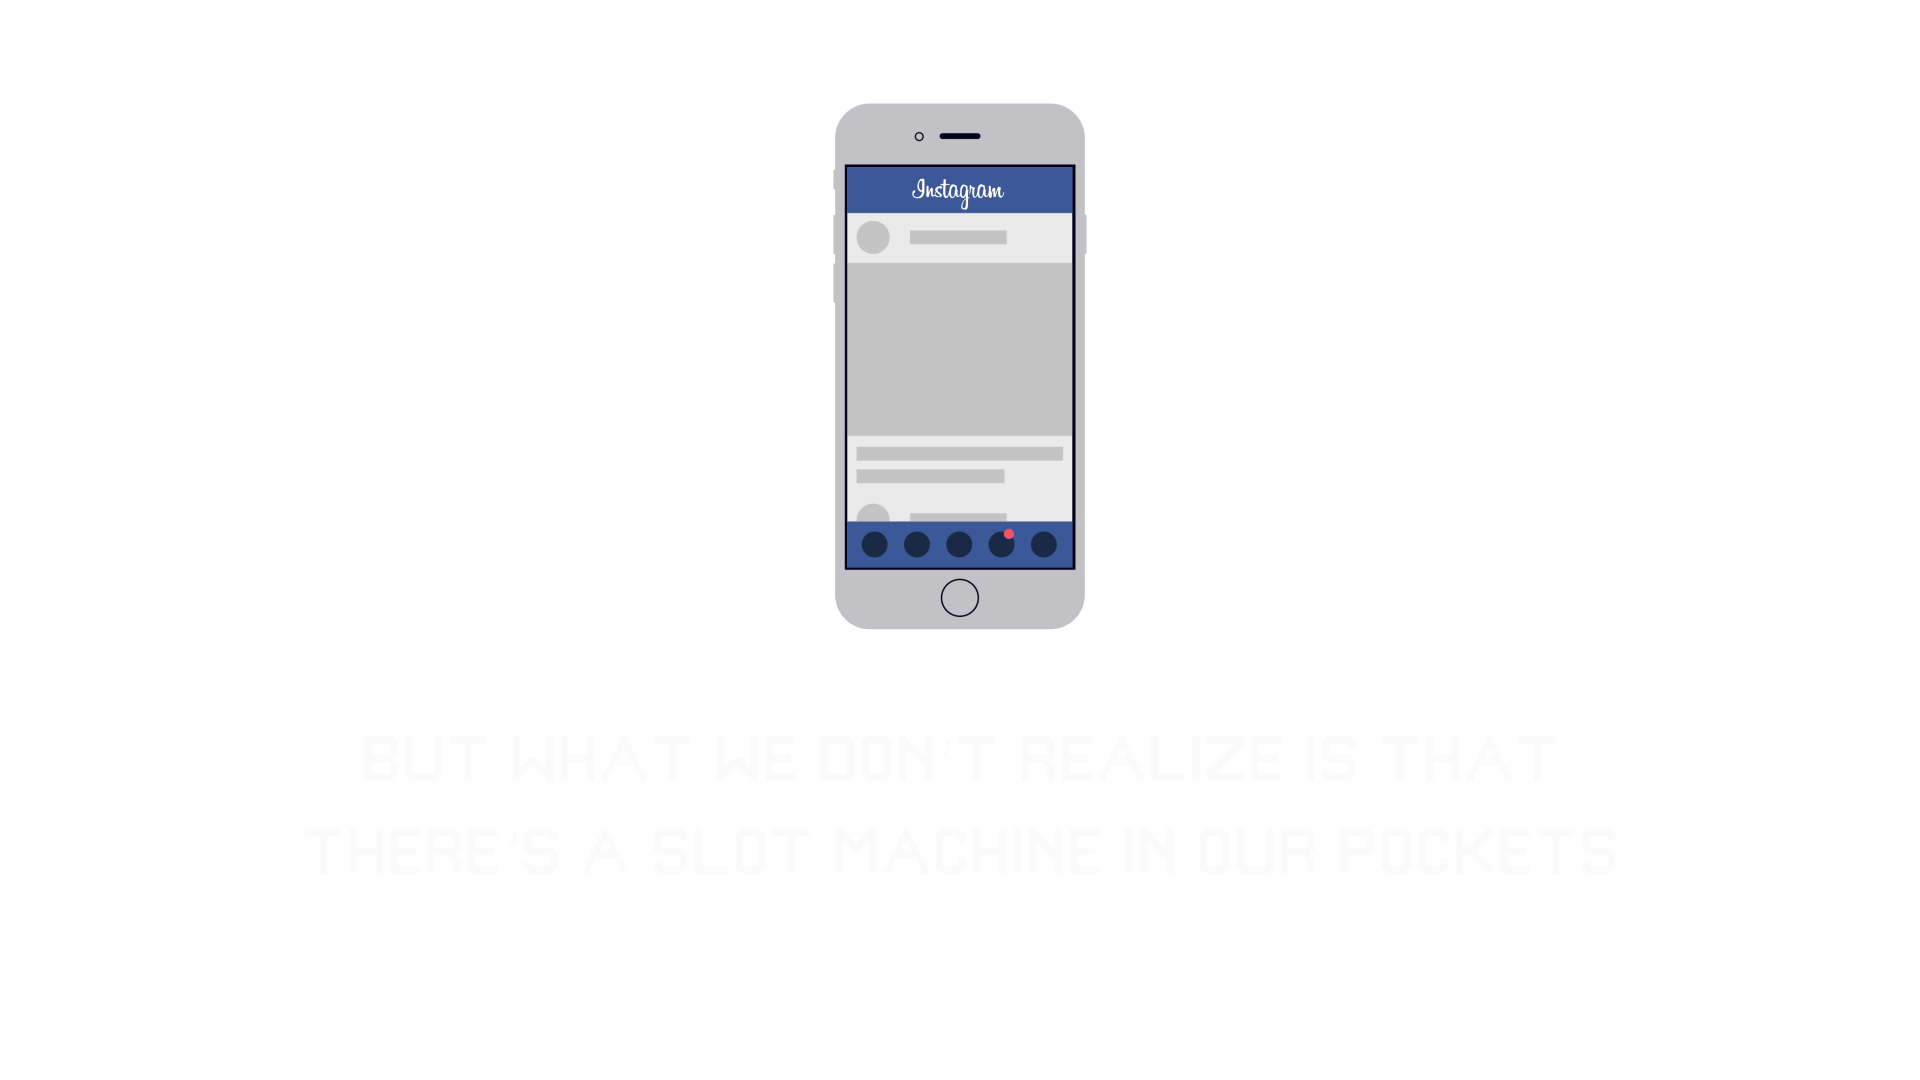 Instagram
BUT WHAT WE DON'T REALIZE IS THAT
THERE'S A SLOT MACHINE IN OUR POCKETS